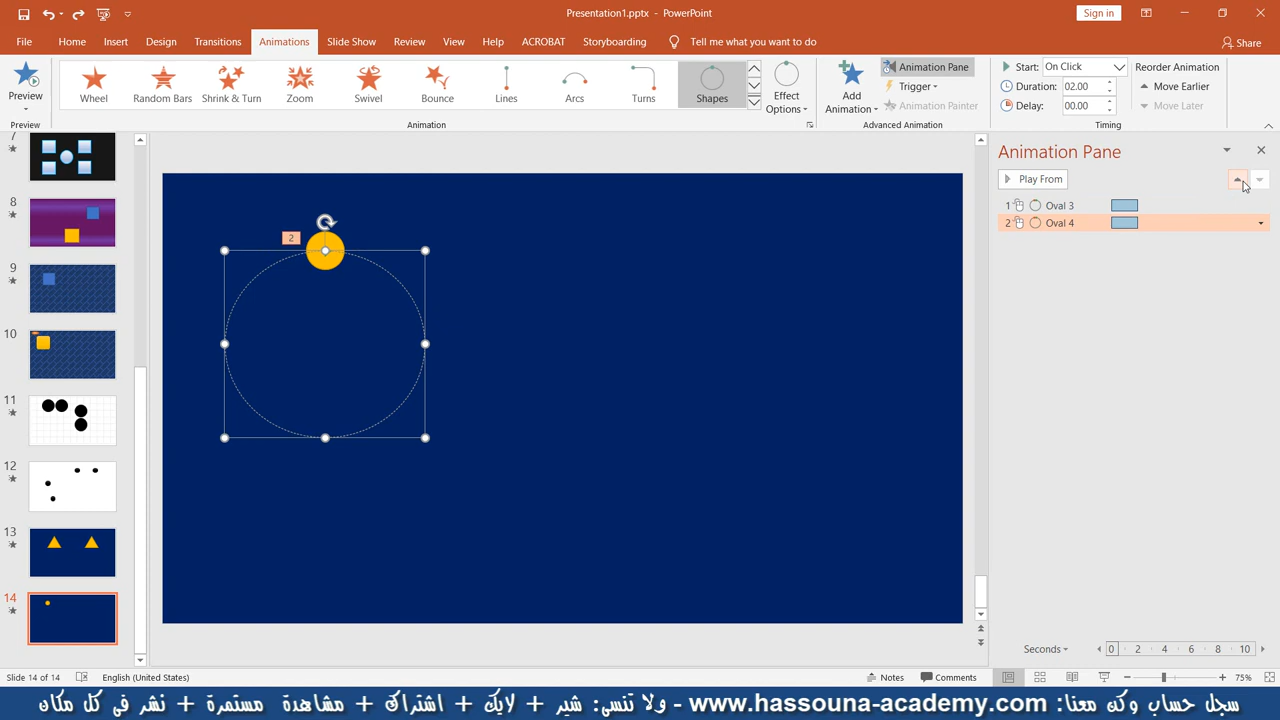 Presentation1.pptx - PowerPoint
Sign in
File Home Insert Design Transitions Animations Slide Show Review View Help ACROBAT Storyboarding Tell me what you want to do
Share
Preview
Wheel Random Bars Shrink & Turn Zoom Swivel Bounce Lines Arcs Turns Shapes
Effect Options
Add Animation
Animation Pane
Trigger
Animation Painter
Start: On Click
Duration: 02.00
Delay: 00.00
Reorder Animation
Move Earlier
Move Later
Preview Animation Advanced Animation Timing
7
8
9
10
11
12
13
14
2
Animation Pane
Play From
1 Oval 3
2 Oval 4
Seconds 0 2 4 6 8 10
Slide 14 of 14 English (United States) Notes Comments 75%
سجل حساب وكن معنا: www.hassouna-academy.com - ولا تنسى: شير + لايك + اشتراك + مشاهدة مستمرة + نشر في كل مكان